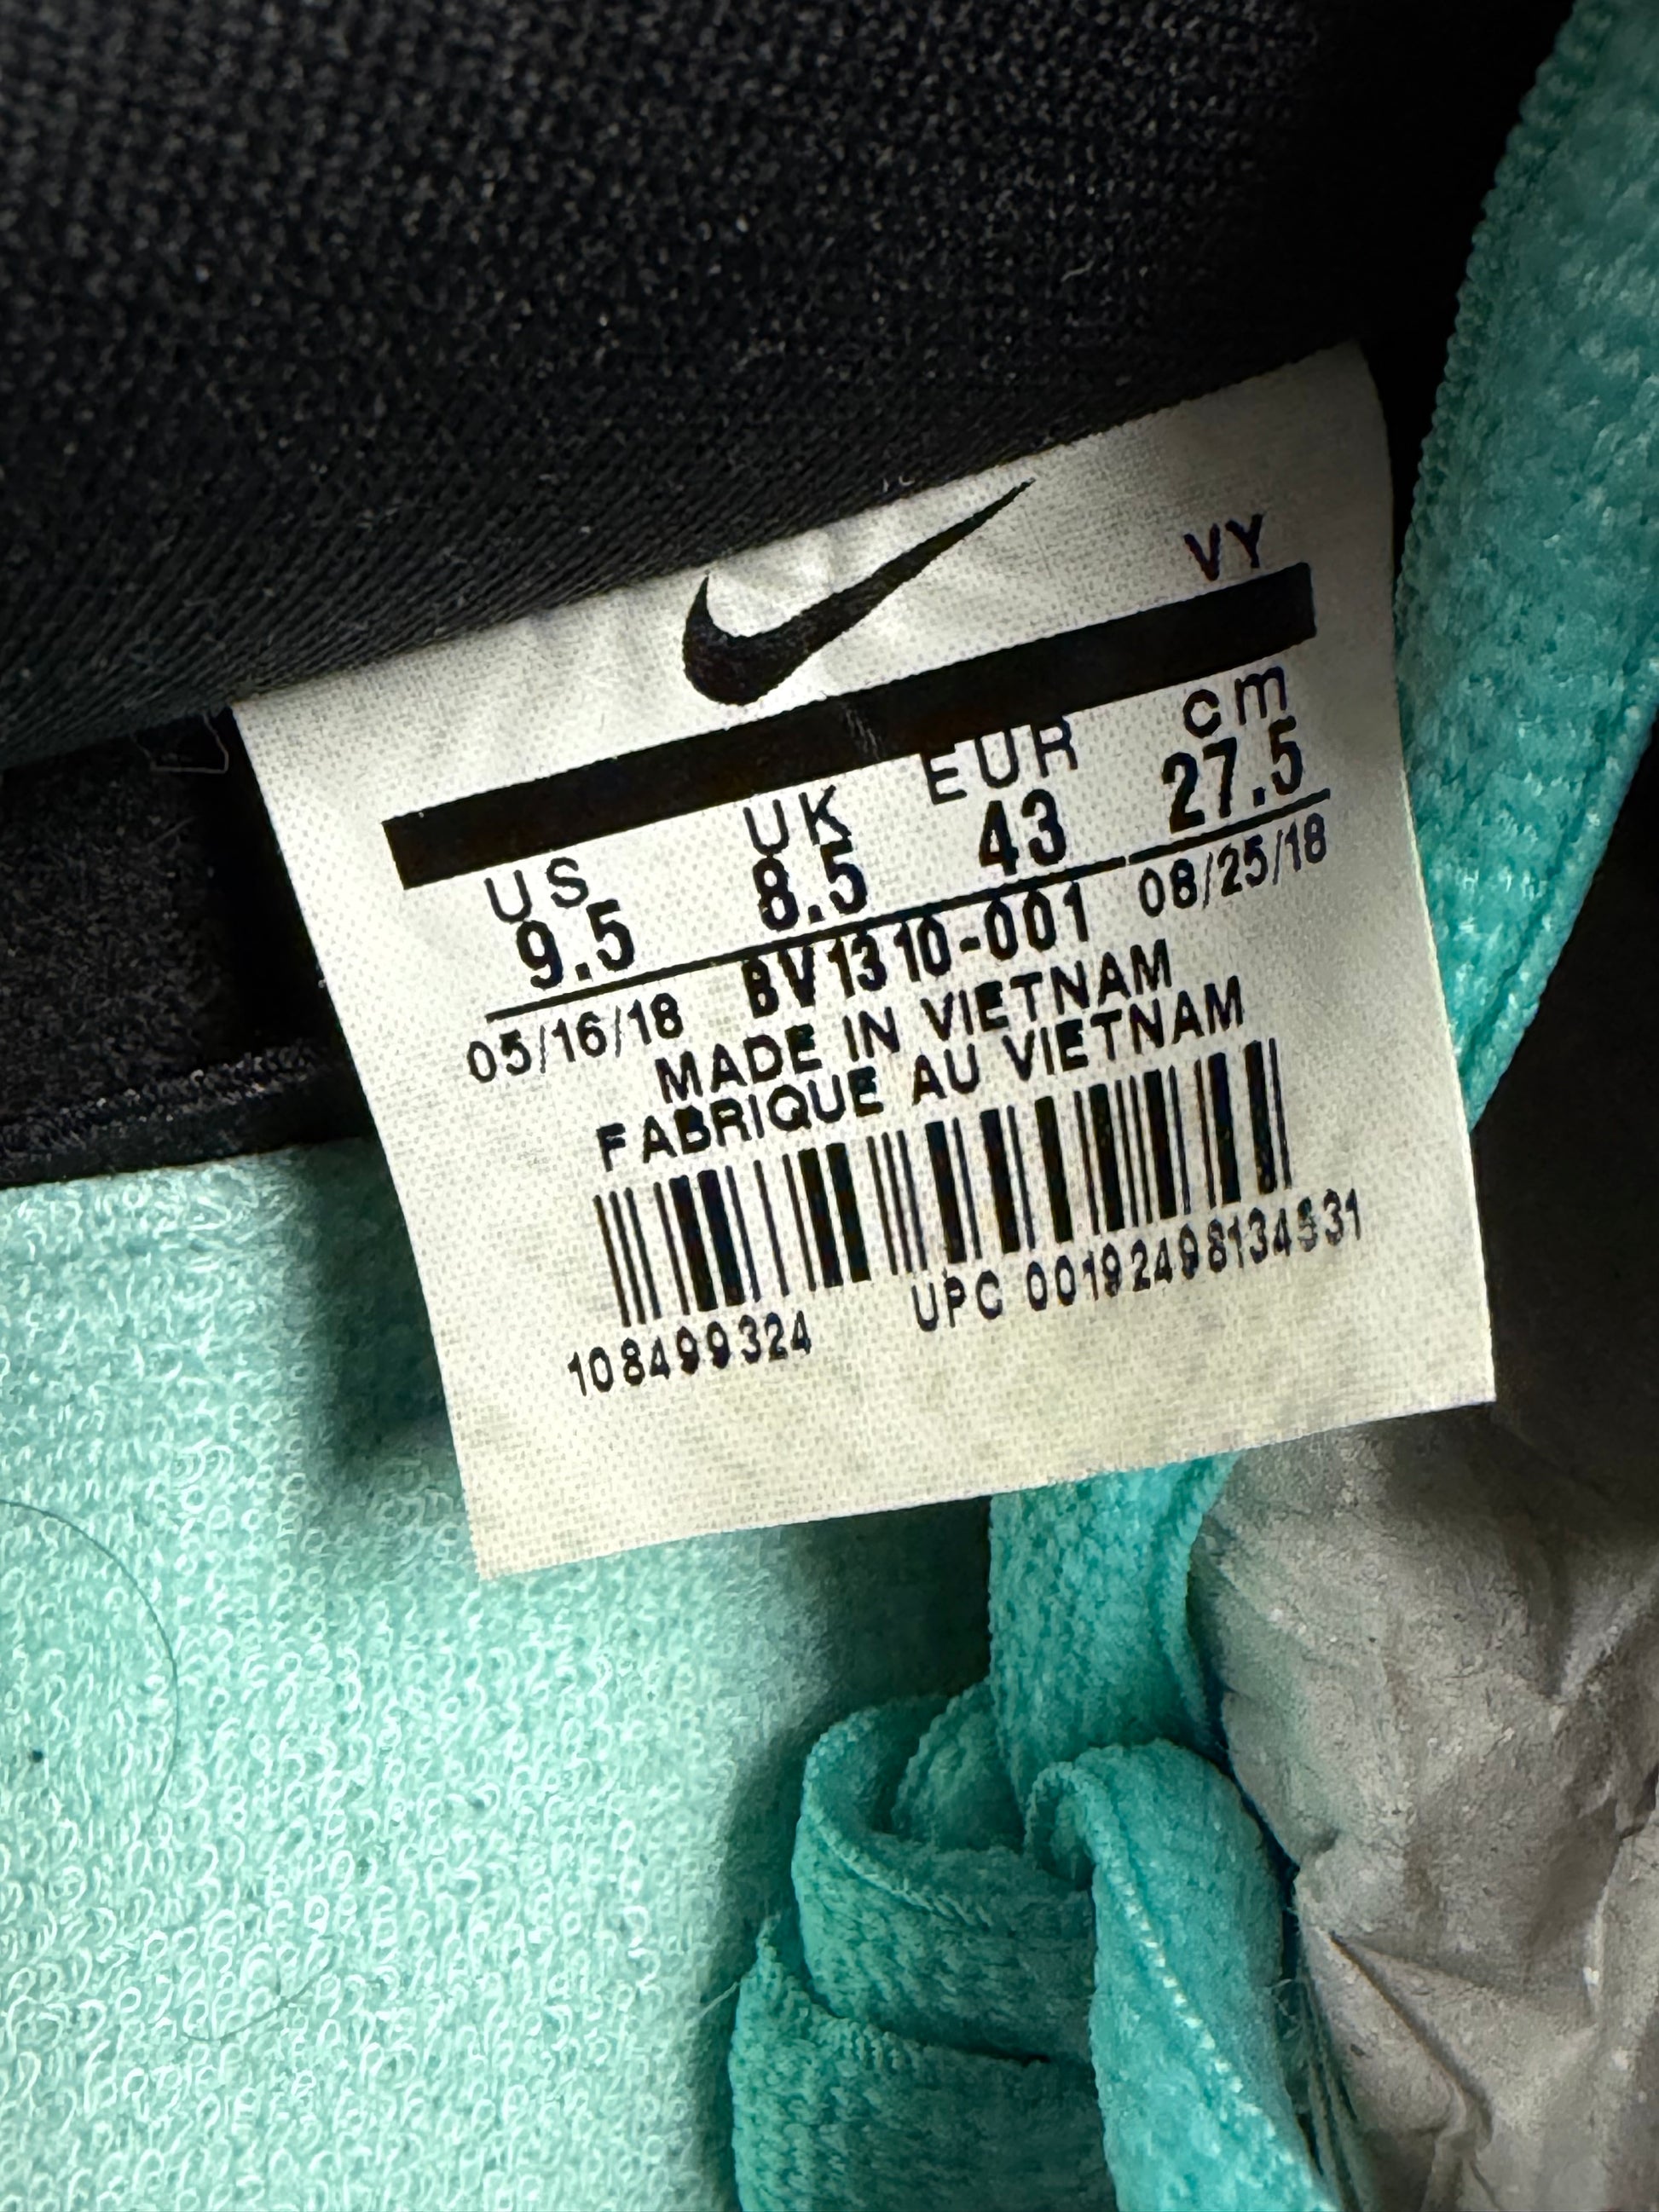 VY
US UK EUR cm
9.5 8.5 43 27.5
05/16/18 BV1310-001 08/25/18
MADE IN VIETNAM
FABRIQUE AU VIETNAM
108499324 UPC 00192498134531